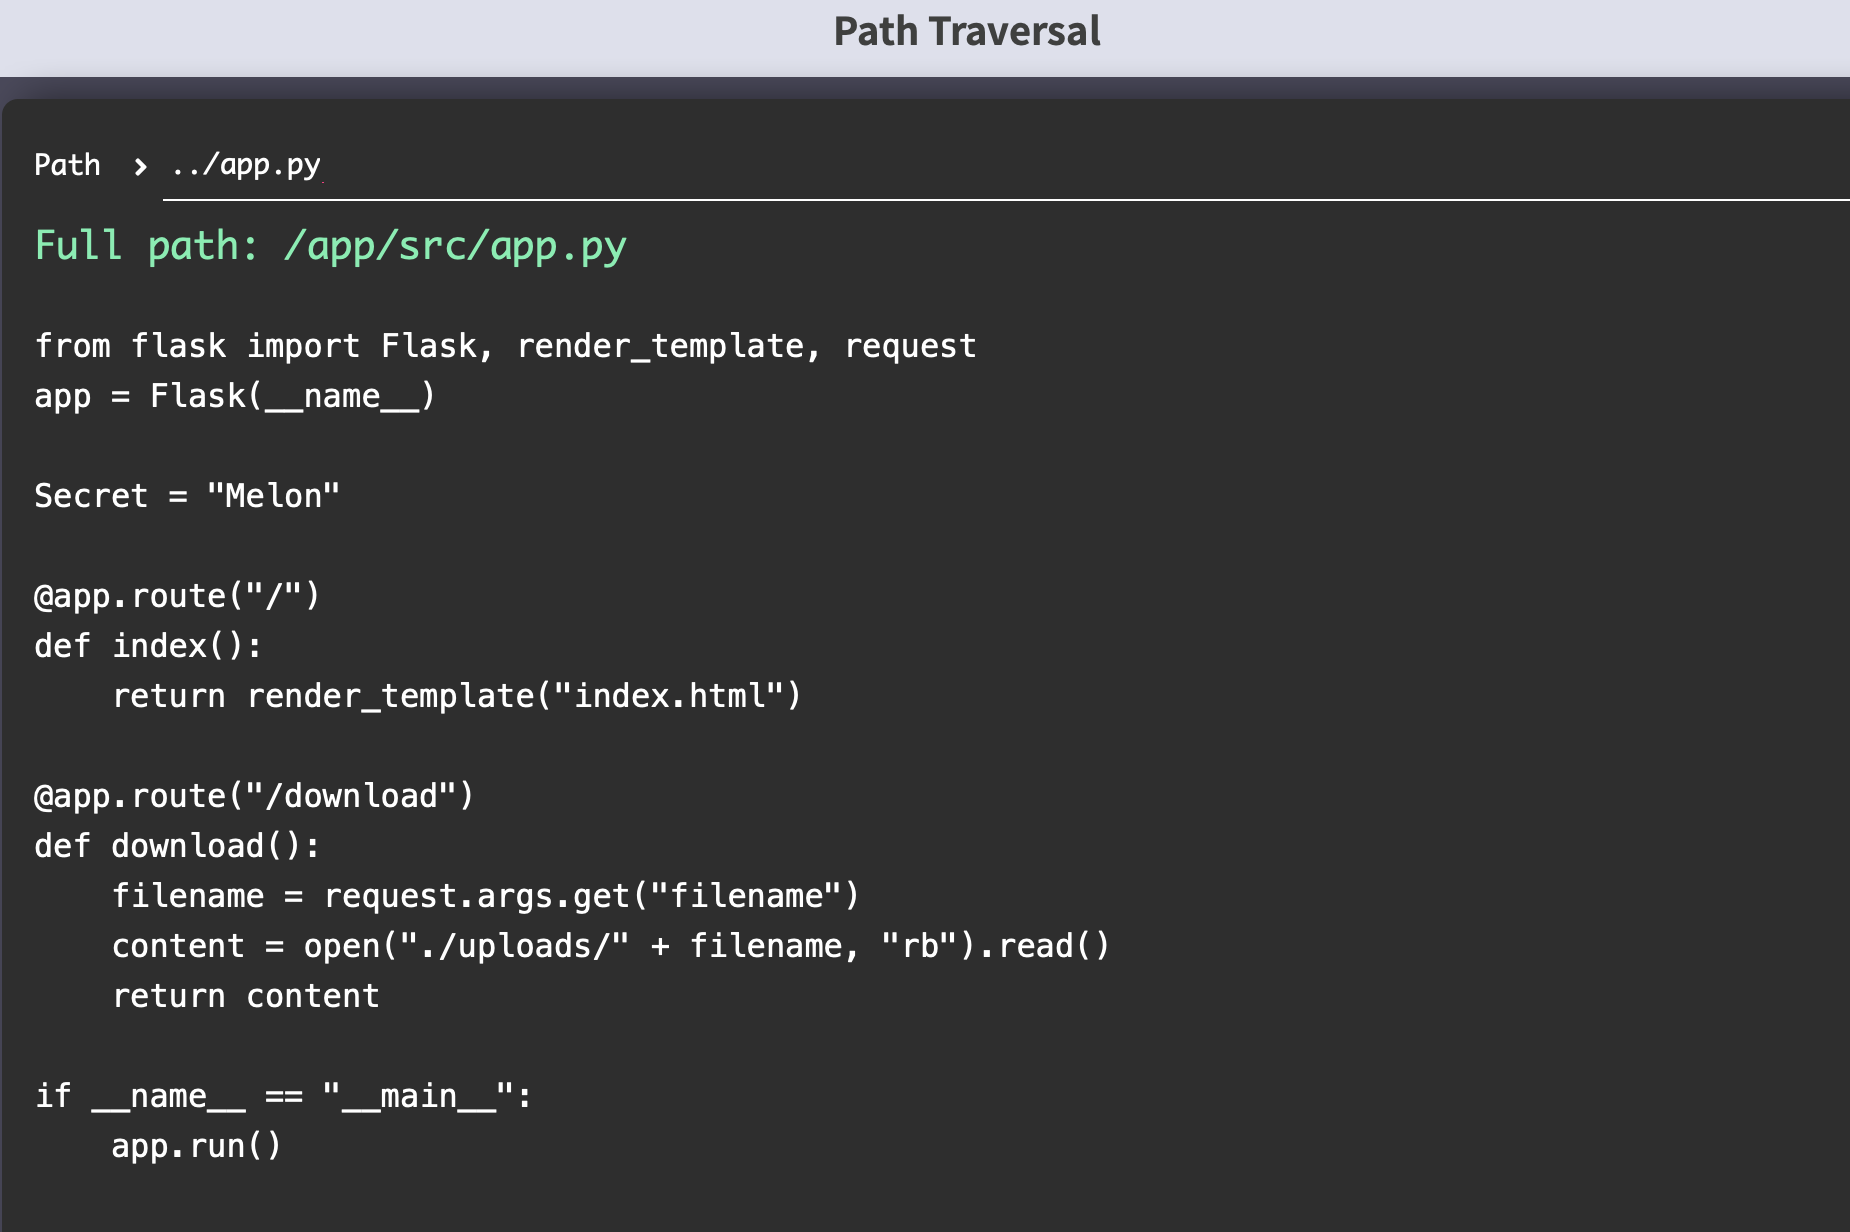 Path Traversal
Path > ../app.py
Full path: /app/src/app.py
from flask import Flask, render_template, request
app = Flask(__name__)
Secret = "Melon"
@app.route("/")
def index():
    return render_template("index.html")
@app.route("/download")
def download():
    filename = request.args.get("filename")
    content = open("./uploads/" + filename, "rb").read()
    return content
if __name__ == "__main__":
    app.run()